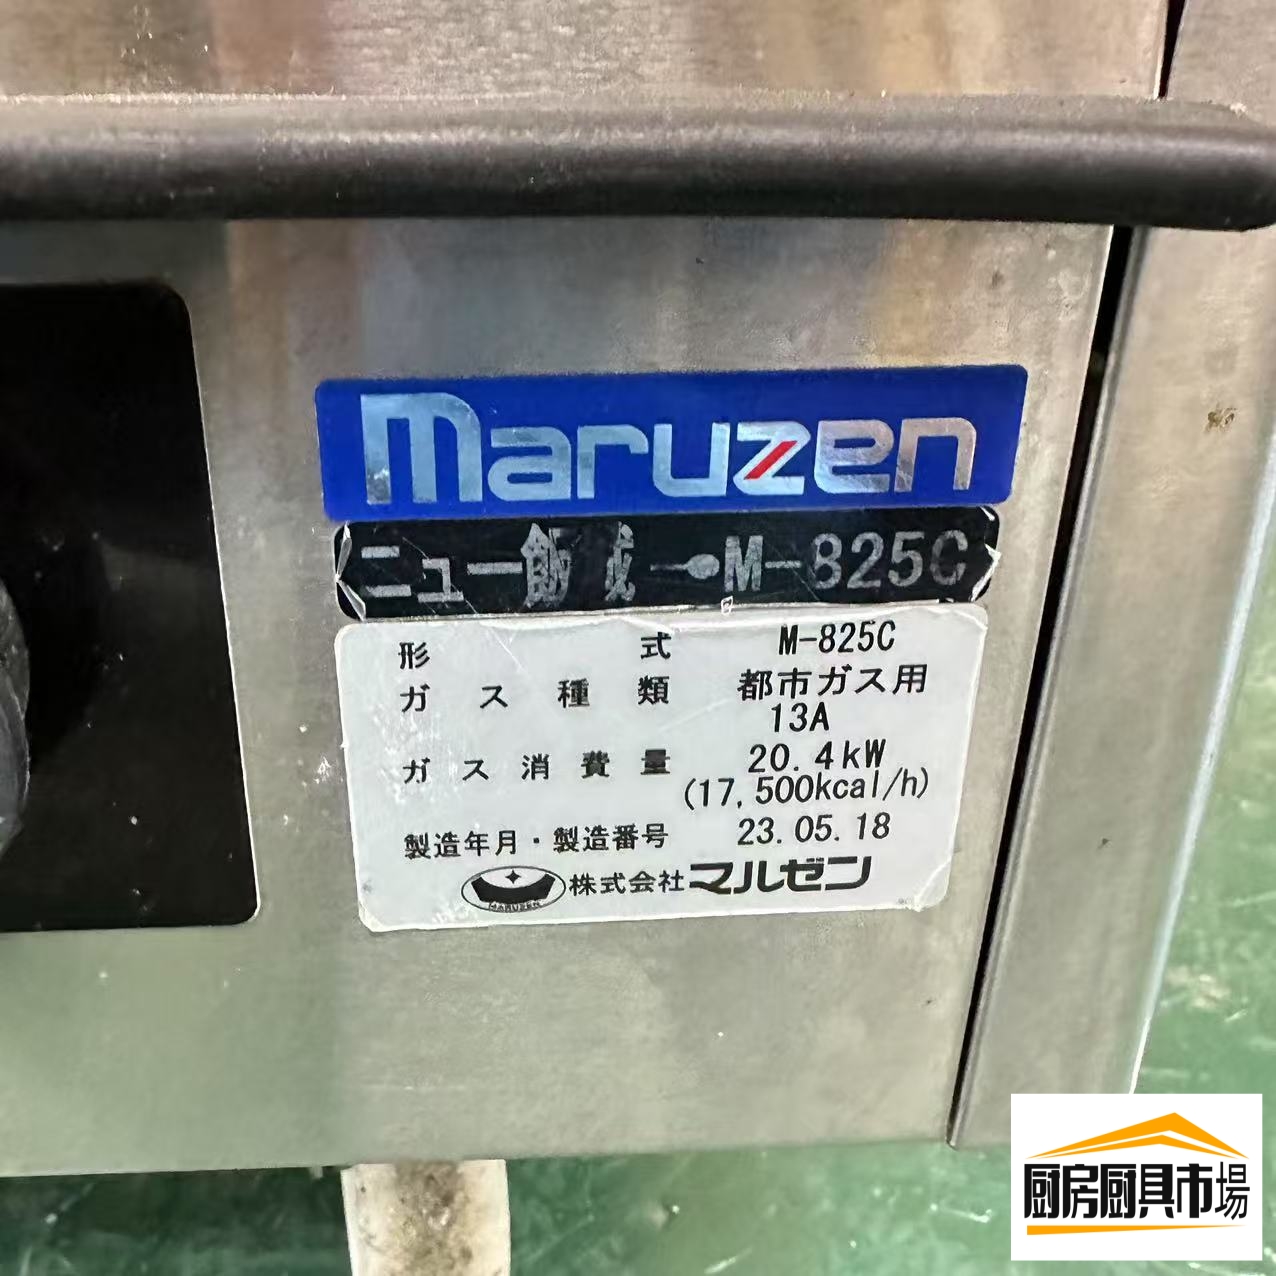 maruzen
ニュー飯成 M-825C
形式 M-825C
ガス種類 都市ガス用
13A
ガス消費量 20.4kW
(17,500kcal/h)
製造年月・製造番号 23.05.18
MARUZEN 株式会社マルゼン
厨房厨具市場